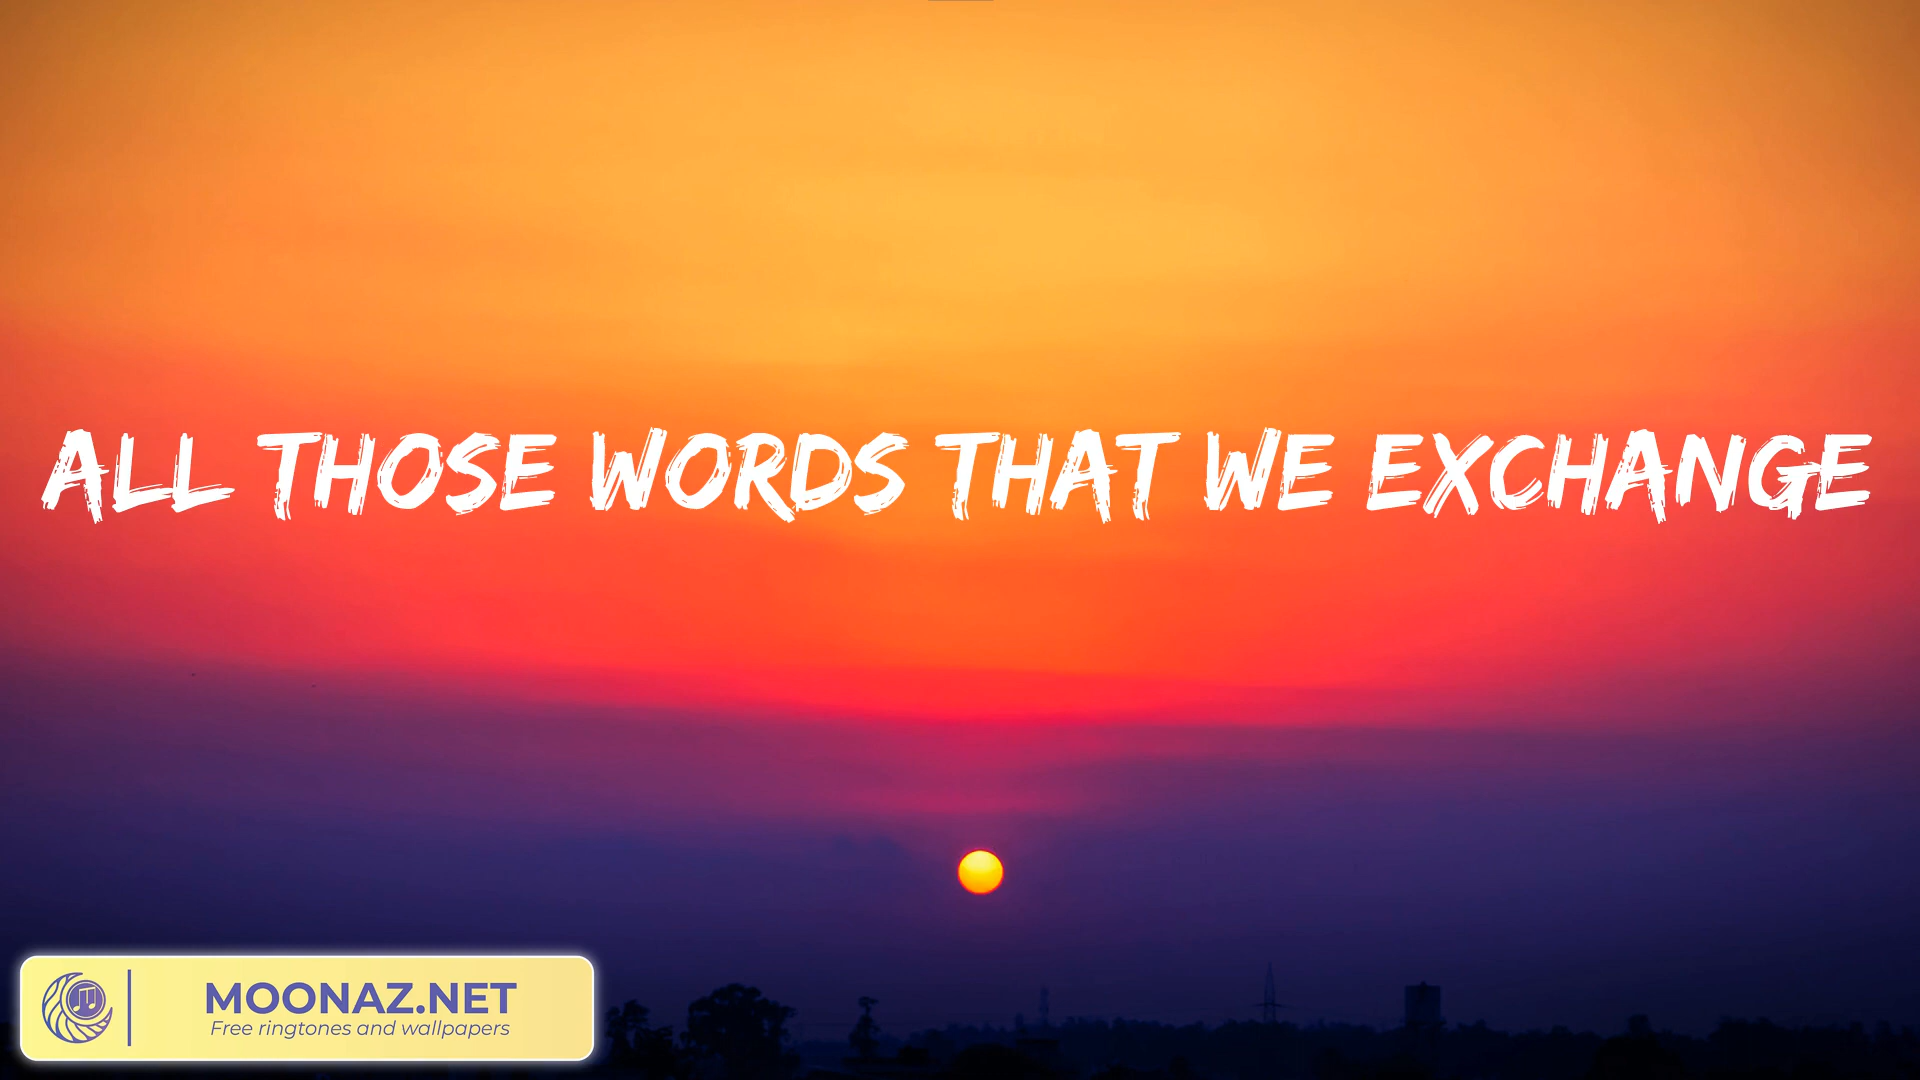 ALL THOSE WORDS THAT WE EXCHANGE
MOONAZ.NET
Free ringtones and wallpapers